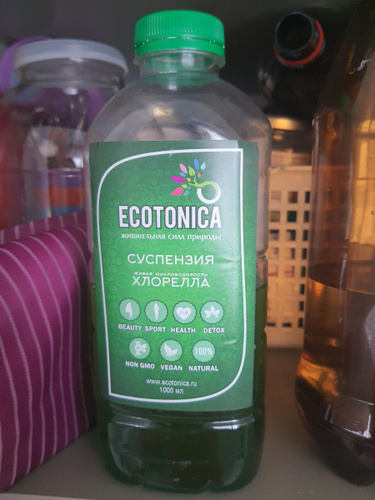 ECOTONICA
живительная сила природы
СУСПЕНЗИЯ
живая микроводоросль
ХЛОРЕЛЛА
BEAUTY SPORT HEALTH DETOX
100%
NON GMO VEGAN NATURAL
www.ecotonica.ru
1000 мл